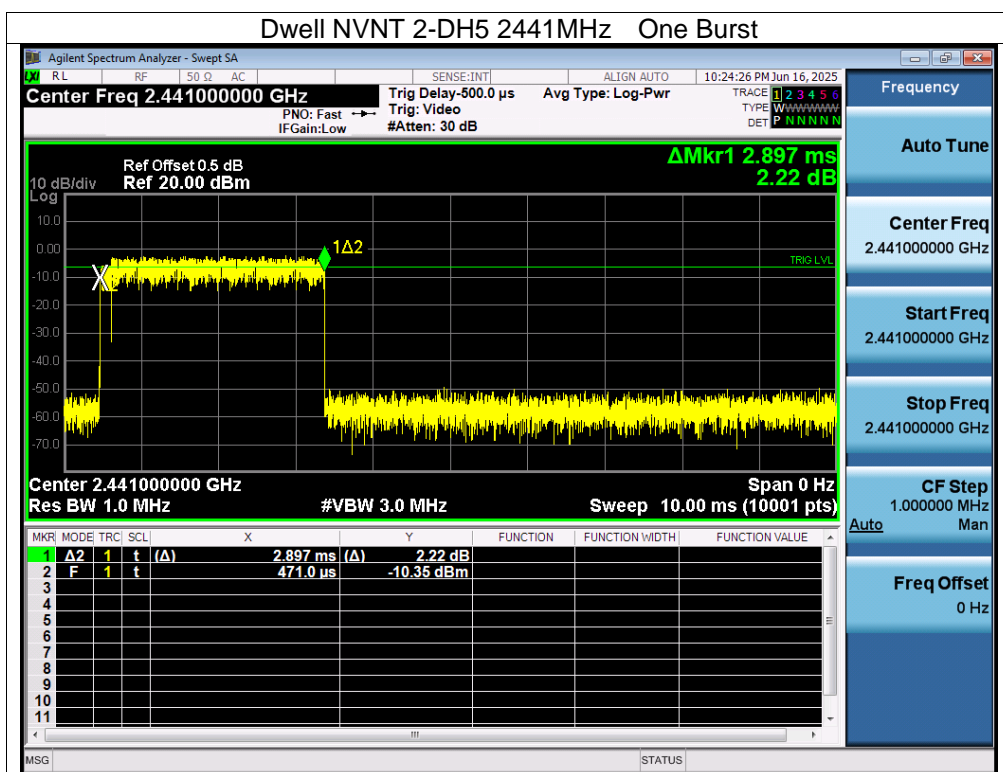 Dwell NVNT 2-DH5 2441MHz One Burst
Agilent Spectrum Analyzer - Swept SA
LXI RL RF 50 Ω AC SENSE:INT ALIGN AUTO 10:24:26 PM Jun 16, 2025
Center Freq 2.441000000 GHz Trig Delay-500.0 µs Avg Type: Log-Pwr TRACE 1 2 3 4 5 6
PNO: Fast Trig: Video TYPE WWWWWW
IFGain:Low #Atten: 30 dB DET P N N N N N
ΔMkr1 2.897 ms
2.22 dB
Ref Offset 0.5 dB
10 dB/div Ref 20.00 dBm
Log
10.0
0.00
1Δ2
TRIG LVL
-10.0
X
-20.0
-30.0
-40.0
-50.0
-60.0
-70.0
Center 2.441000000 GHz Span 0 Hz
Res BW 1.0 MHz #VBW 3.0 MHz Sweep 10.00 ms (10001 pts)
MKR MODE TRC SCL X Y FUNCTION FUNCTION WIDTH FUNCTION VALUE
1 Δ2 1 t (Δ) 2.897 ms (Δ) 2.22 dB
2 F 1 t 471.0 µs -10.35 dBm
3
4
5
6
7
8
9
10
11
MSG STATUS
Frequency
Auto Tune
Center Freq
2.441000000 GHz
Start Freq
2.441000000 GHz
Stop Freq
2.441000000 GHz
CF Step
1.000000 MHz
Auto Man
Freq Offset
0 Hz